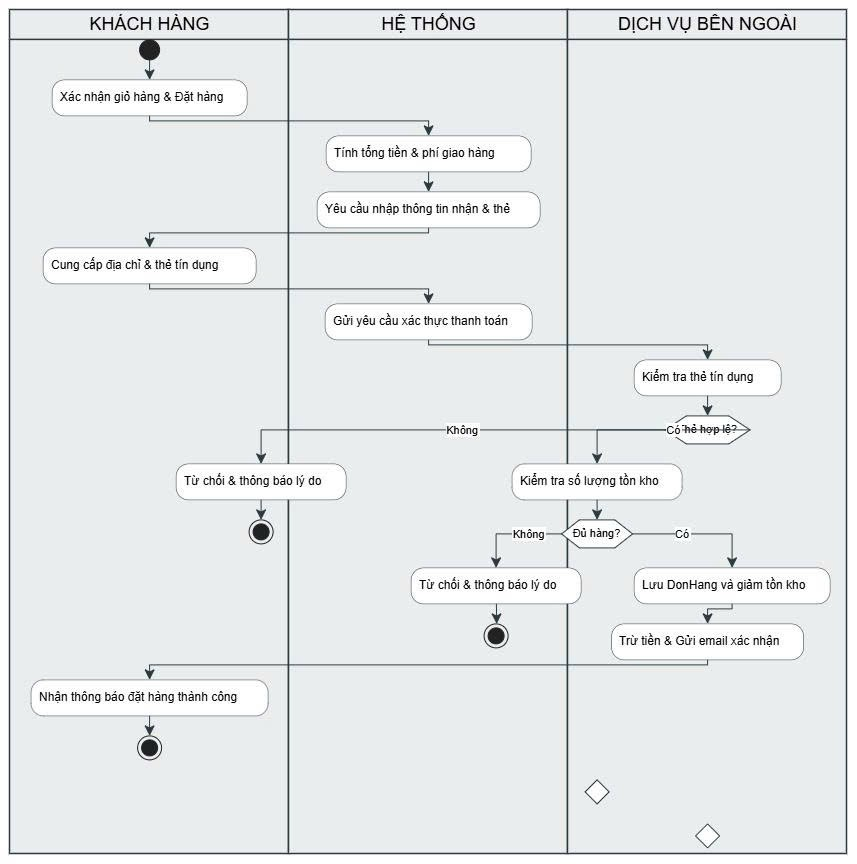 KHÁCH HÀNG
HỆ THỐNG
DỊCH VỤ BÊN NGOÀI
Xác nhận giỏ hàng & Đặt hàng
Tính tổng tiền & phí giao hàng
Yêu cầu nhập thông tin nhận & thẻ
Cung cấp địa chỉ & thẻ tín dụng
Gửi yêu cầu xác thực thanh toán
Kiểm tra thẻ tín dụng
Không
Có
hợp lệ?
Từ chối & thông báo lý do
Kiểm tra số lượng tồn kho
Không
Đủ hàng?
Có
Từ chối & thông báo lý do
Lưu DonHang và giảm tồn kho
Trừ tiền & Gửi email xác nhận
Nhận thông báo đặt hàng thành công